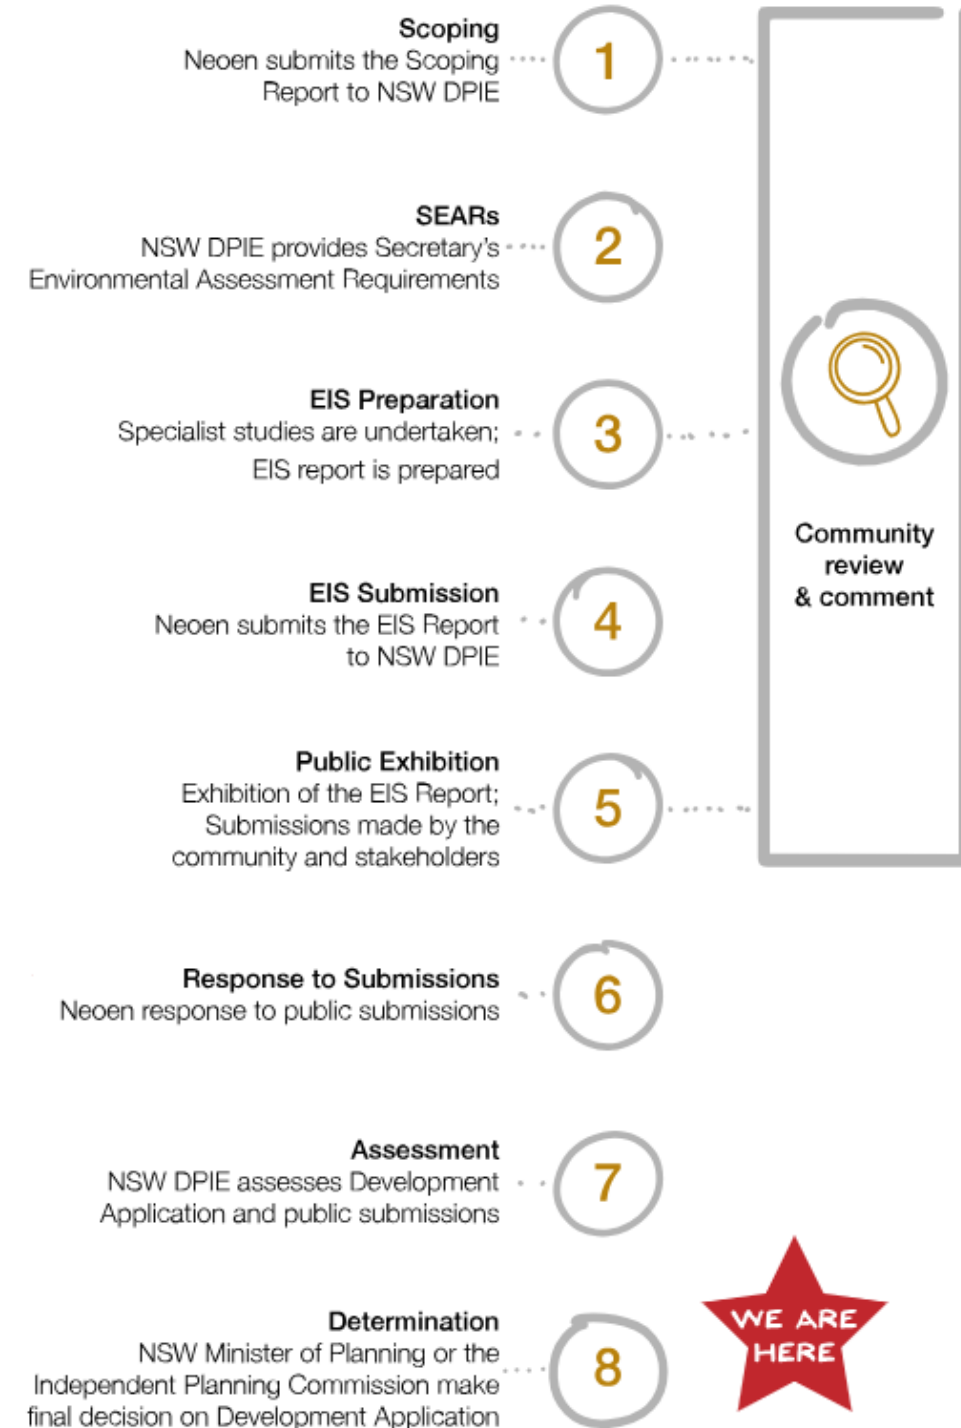 Scoping
Neoen submits the Scoping
Report to NSW DPIE
1
SEARs
NSW DPIE provides Secretary's
Environmental Assessment Requirements
2
EIS Preparation
Specialist studies are undertaken;
EIS report is prepared
3
Community
review
& comment
EIS Submission
Neoen submits the EIS Report
to NSW DPIE
4
Public Exhibition
Exhibition of the EIS Report;
Submissions made by the
community and stakeholders
5
Response to Submissions
Neoen response to public submissions
6
Assessment
NSW DPIE assesses Development
Application and public submissions
7
Determination
NSW Minister of Planning or the
Independent Planning Commission make
final decision on Development Application
8
WE ARE
HERE